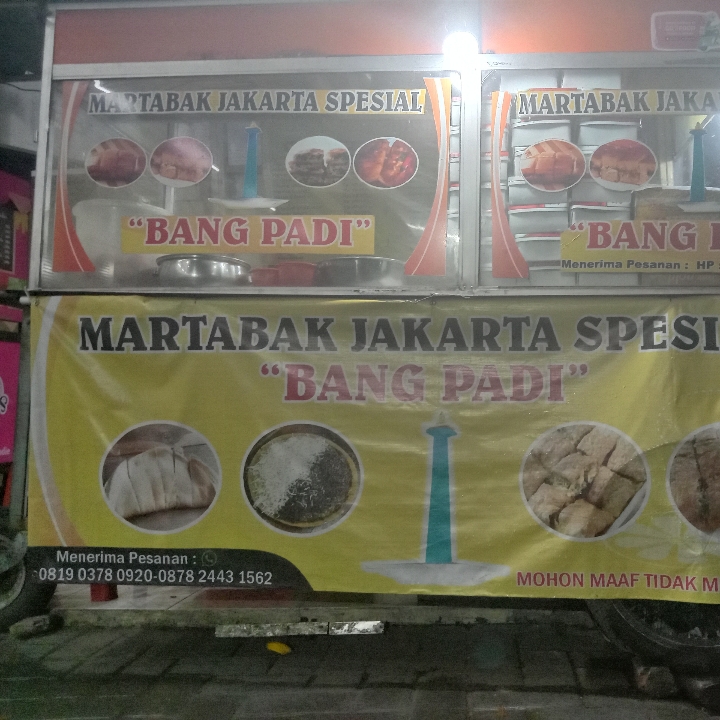 MARTABAK JAKARTA SPESIAL
"BANG PADI"
MARTABAK JAKA
"BANG
Menerima Pesanan : HP
MARTABAK JAKARTA SPESI
"BANG PADI"
Menerima Pesanan :
0819 0378 0920-0878 2443 1562
MOHON MAAF TIDAK M